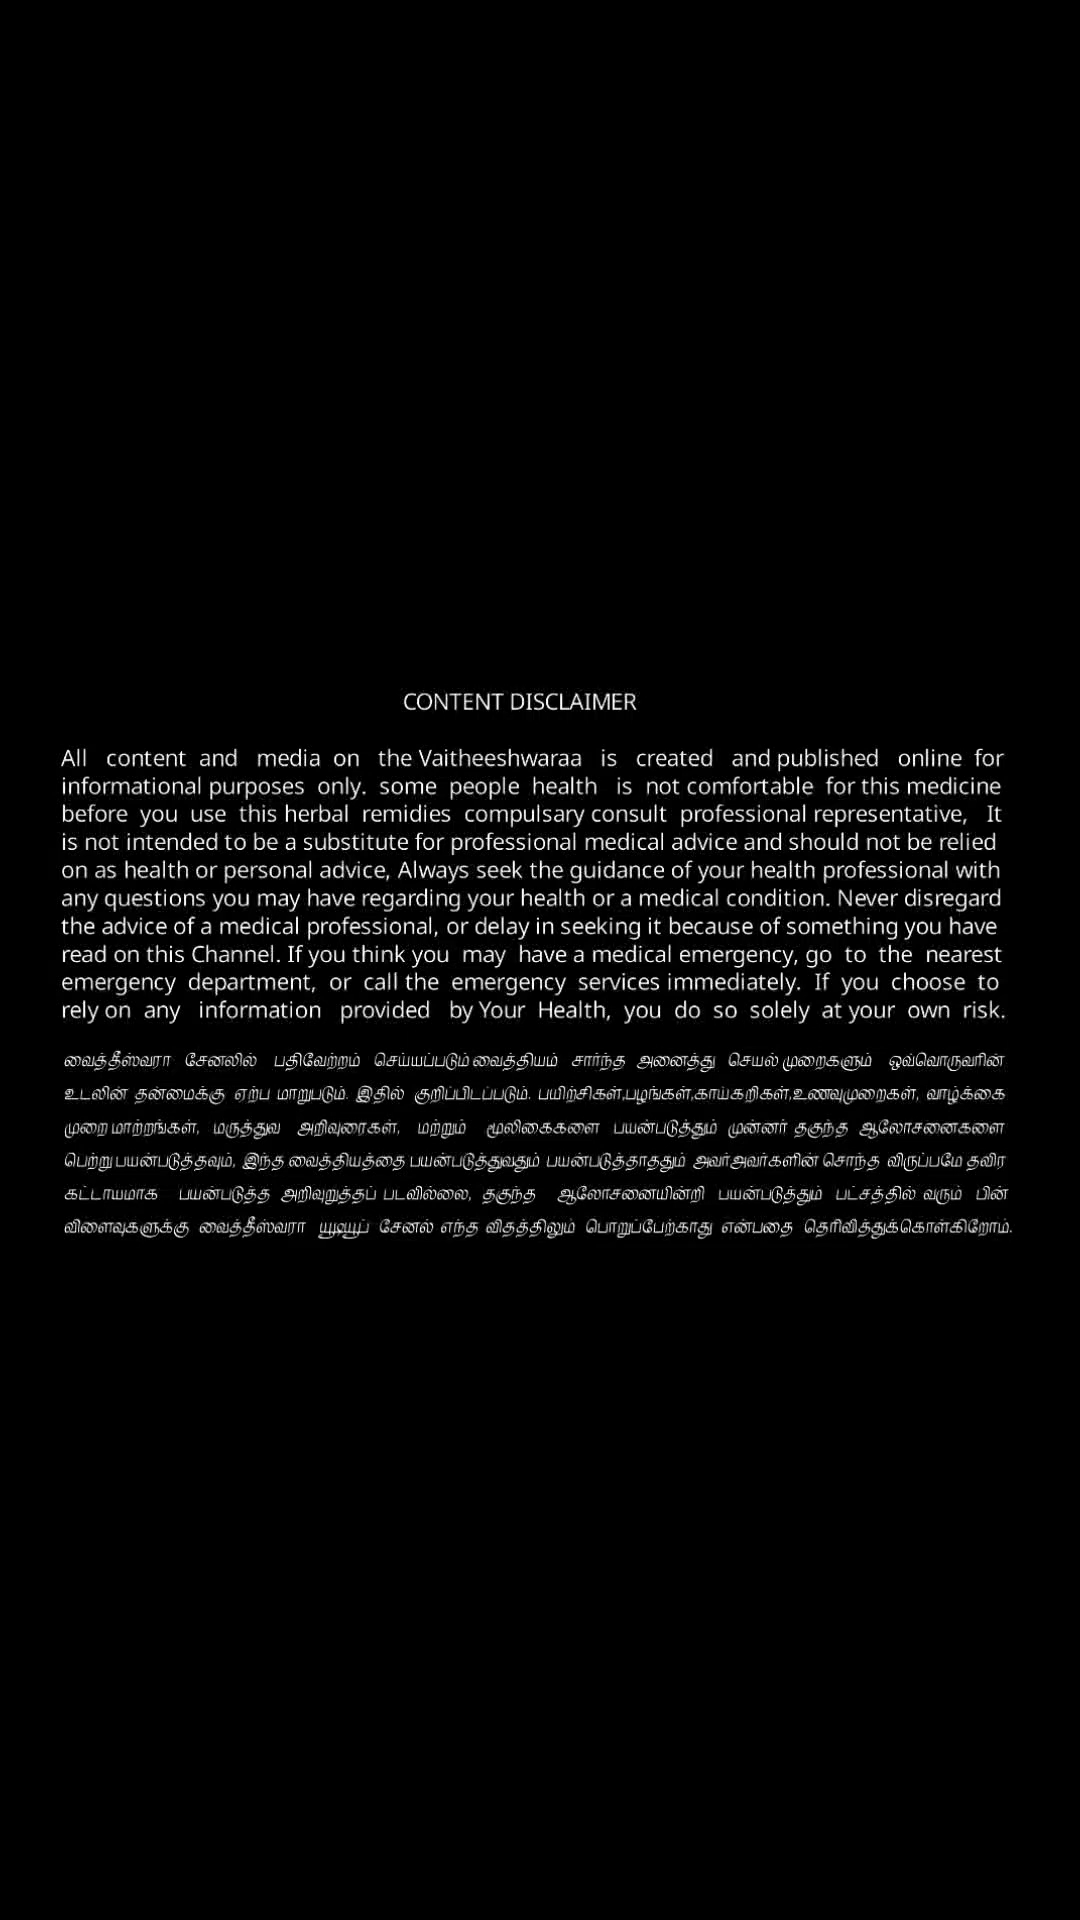 CONTENT DISCLAIMER
All content and media on the Vaitheeshwaraa is created and published online for
informational purposes only. some people health is not comfortable for this medicine
before you use this herbal remidies compulsary consult professional representative, It
is not intended to be a substitute for professional medical advice and should not be relied
on as health or personal advice, Always seek the guidance of your health professional with
any questions you may have regarding your health or a medical condition. Never disregard
the advice of a medical professional, or delay in seeking it because of something you have
read on this Channel. If you think you may have a medical emergency, go to the nearest
emergency department, or call the emergency services immediately. If you choose to
rely on any information provided by Your Health, you do so solely at your own risk.
வைத்தீஸ்வரா சேனலில் பதிவேற்றம் செய்யப்படும் வைத்தியம் சார்ந்த அனைத்து செயல் முறைகளும் ஒவ்வொருவரின்
உடலின் தன்மைக்கு ஏற்ப மாறுபடும். இதில் குறிப்பிடப்படும். பயிற்சிகள்,பழங்கள்,காய்கறிகள்,உணவுமுறைகள், வாழ்க்கை
முறை மாற்றங்கள், மருத்துவ அறிவுரைகள், மற்றும் மூலிகைகளை பயன்படுத்தும் முன்னர் தகுந்த ஆலோசனைகளை
பெற்று பயன்படுத்தவும், இந்த வைத்தியத்தை பயன்படுத்துவதும் பயன்படுத்தாததும் அவர்அவர்களின் சொந்த விருப்பமே தவிர
கட்டாயமாக பயன்படுத்த அறிவுறுத்தப் படவில்லை, தகுந்த ஆலோசனையின்றி பயன்படுத்தும் பட்சத்தில் வரும் பின்
விளைவுகளுக்கு வைத்தீஸ்வரா யூடியூப் சேனல் எந்த விதத்திலும் பொறுப்பேற்காது என்பதை தெரிவித்துக்கொள்கிறோம்.